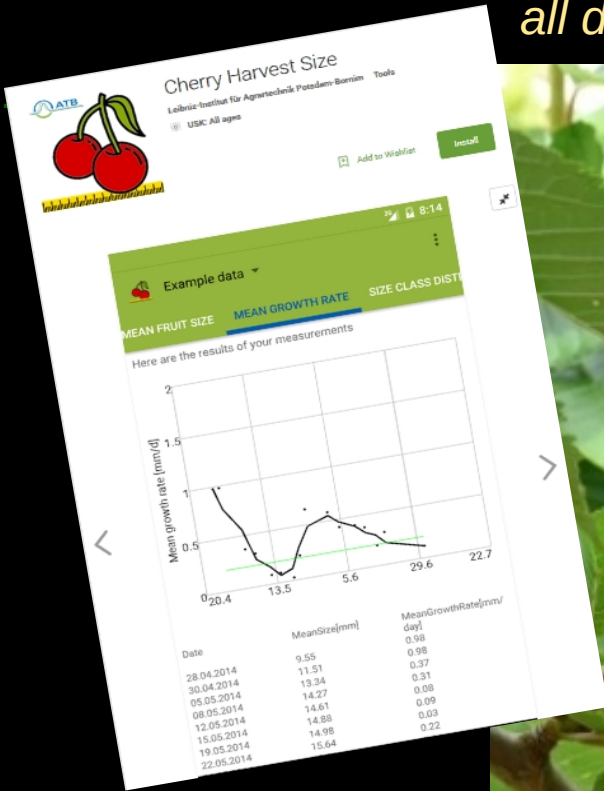 all d
ATB
Cherry Harvest Size
Leibniz-Institut für Agrartechnik Potsdam-Bornim Tools
USK: All ages
Add to Wishlist
Install
8:14
Example data
MEAN FRUIT SIZE MEAN GROWTH RATE SIZE CLASS DISTR
Here are the results of your measurements
Mean growth rate [mm/d]
2
1.5
1
0.5
0
20.4 13.5 5.6 29.6 22.7
Date MeanSize[mm] MeanGrowthRate[mm/
day]
28.04.2014 9.55 0.98
30.04.2014 11.51 0.98
05.05.2014 13.34 0.37
08.05.2014 14.27 0.31
12.05.2014 14.61 0.08
15.05.2014 14.88 0.09
19.05.2014 14.98 0.03
22.05.2014 15.64 0.22